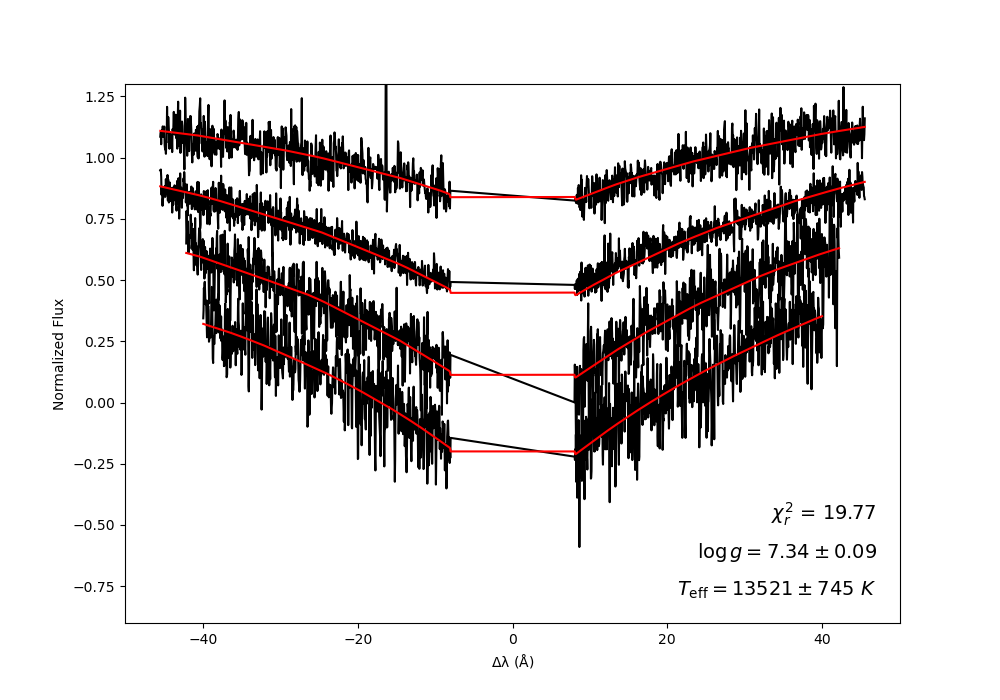 1.25
1.00
0.75
0.50
0.25
0.00
−0.25
−0.50
−0.75
Normalized Flux
χ²ᵣ = 19.77
log g = 7.34 ± 0.09
T_eff = 13521 ± 745 K
−40 −20 0 20 40
Δλ (Å)